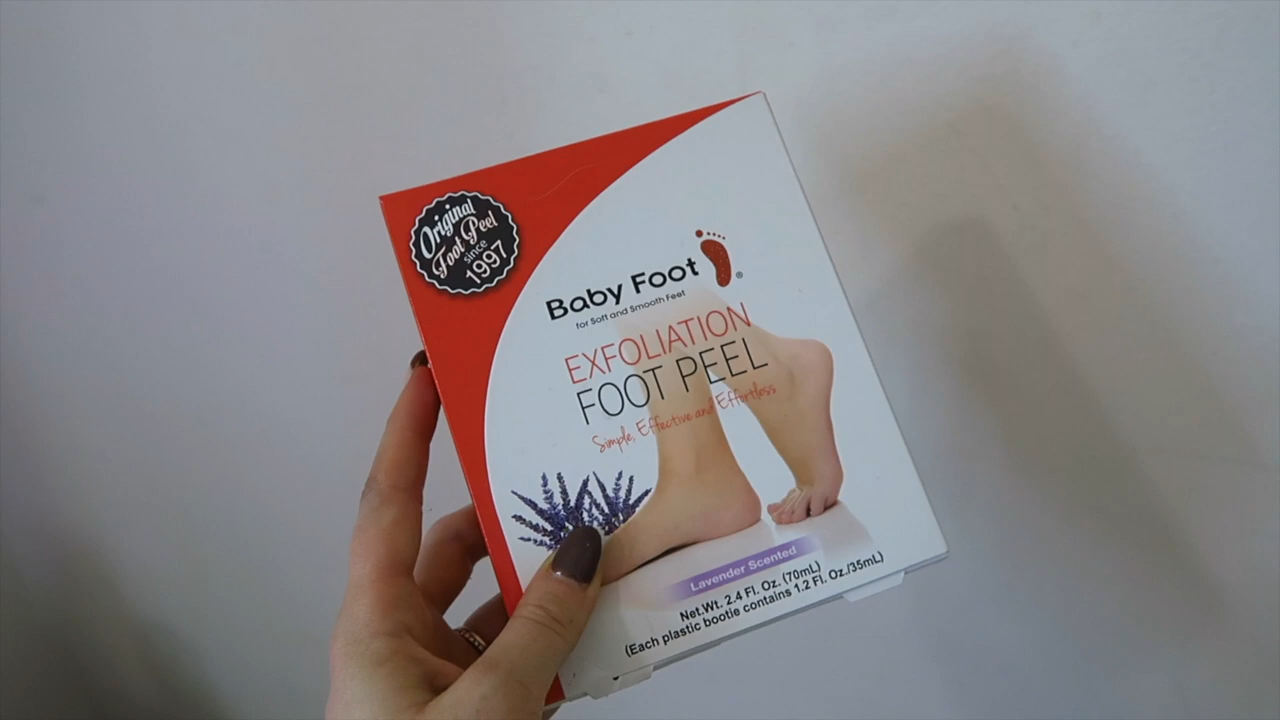 Original
Foot Peel
since
1997
Baby Foot ®
for Soft and Smooth Feet
EXFOLIATION
FOOT PEEL
Simple, Effective and Effortless
Lavender Scented
Net.Wt. 2.4 Fl. Oz. (70mL)
(Each plastic bootie contains 1.2 Fl. Oz./35mL)